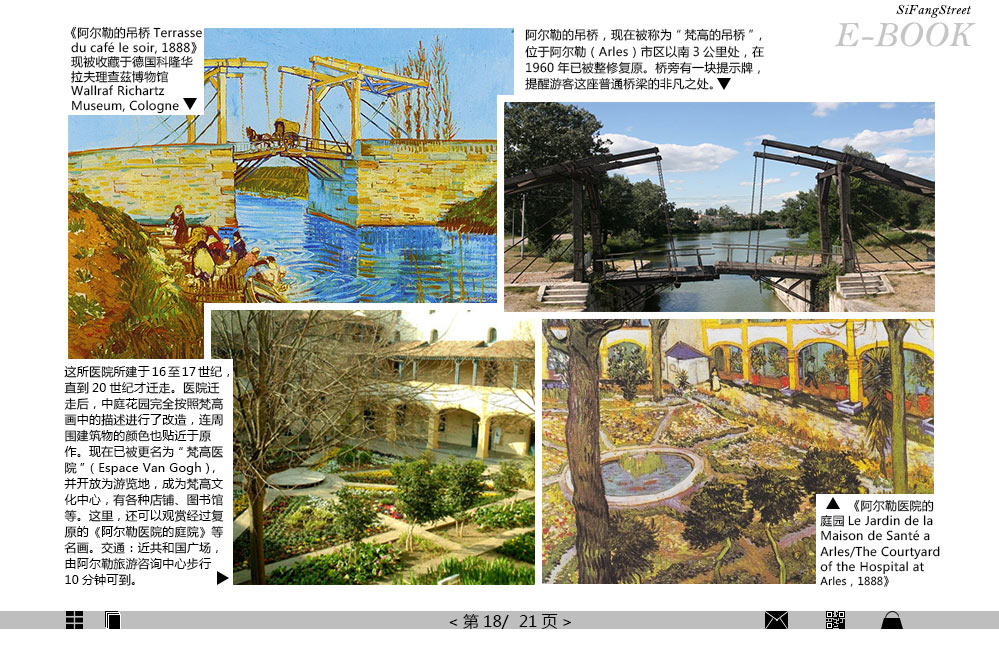 SiFangStreet
E-BOOK
《阿尔勒的吊桥 Terrasse
du café le soir, 1888》
现被收藏于德国科隆华
拉夫理查兹博物馆
Wallraf Richartz
Museum, Cologne ▼
阿尔勒的吊桥，现在被称为“梵高的吊桥”，
位于阿尔勒（Arles）市区以南 3 公里处，在
1960 年已被整修复原。桥旁有一块提示牌，
提醒游客这座普通桥梁的非凡之处。▼
这所医院所建于 16 至 17 世纪，
直到 20 世纪才迁走。医院迁
走后，中庭花园完全按照梵高
画中的描述进行了改造，连周
围建筑物的颜色也贴近于原
作。现在已被更名为“梵高医
院”（Espace Van Gogh），
并开放为游览地，成为梵高文
化中心，有各种店铺、图书馆
等。这里，还可以观赏经过复
原的《阿尔勒医院的庭院》等
名画。交通：近共和国广场，
由阿尔勒旅游咨询中心步行
10 分钟可到。 ▶
▲ 《阿尔勒医院的
庭园 Le Jardin de la
Maison de Santé a
Arles/The Courtyard
of the Hospital at
Arles，1888》
< 第 18/ 21 页 >